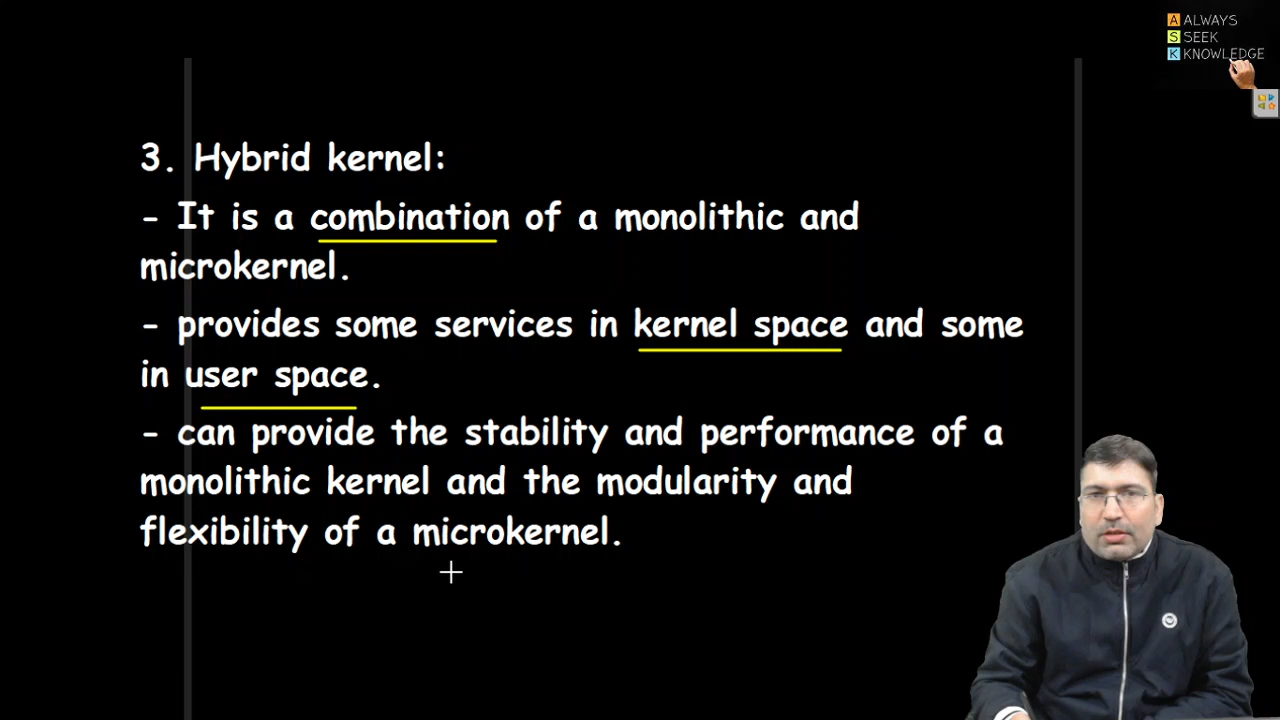 A ALWAYS
S SEEK
K KNOWLEDGE
3. Hybrid kernel:
- It is a combination of a monolithic and
microkernel.
- provides some services in kernel space and some
in user space.
- can provide the stability and performance of a
monolithic kernel and the modularity and
flexibility of a microkernel.